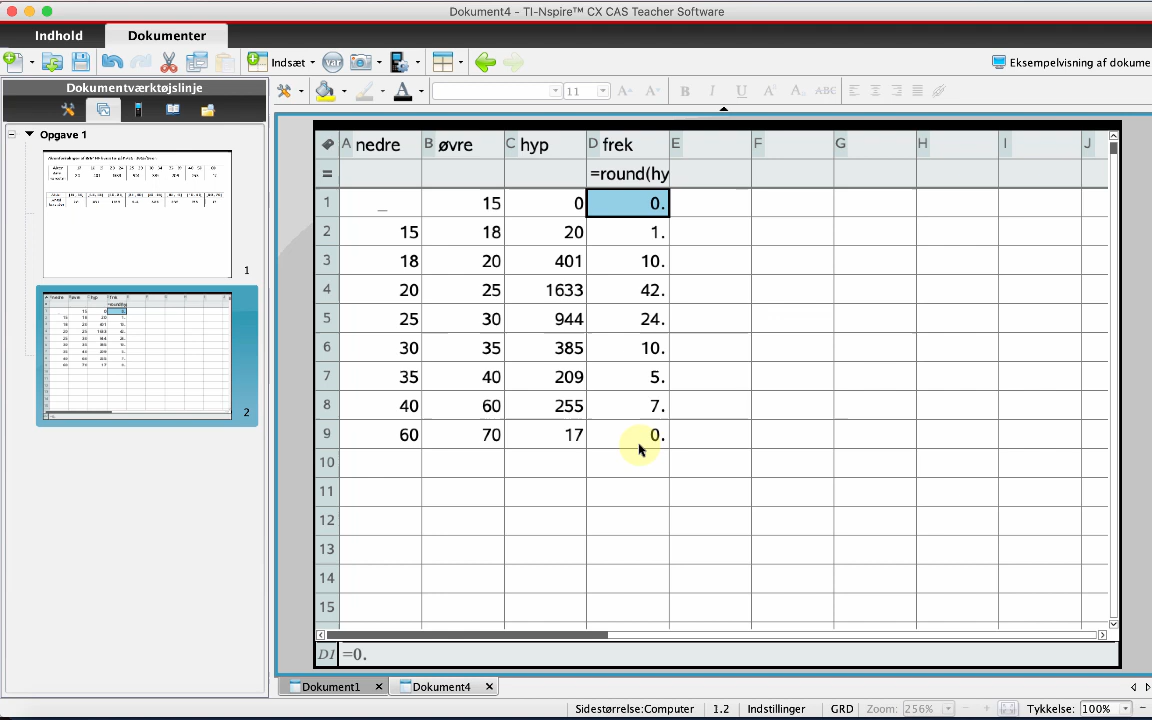 Dokument4 - TI-Nspire™ CX CAS Teacher Software
Indhold Dokumenter
Indsæt var Eksempelvisning af dokume
Dokumentværktøjslinje
11 A A B I U A A ABC
Opgave 1
1
2
A nedre B øvre C hyp D frek E F G H I J
= =round(hy
1 _ 15 0 0.
2 15 18 20 1.
3 18 20 401 10.
4 20 25 1633 42.
5 25 30 944 24.
6 30 35 385 10.
7 35 40 209 5.
8 40 60 255 7.
9 60 70 17 0.
10
11
12
13
14
15
D1 =0.
Dokument1 Dokument4
Sidestørrelse:Computer 1.2 Indstillinger GRD Zoom: 256% Tykkelse: 100%